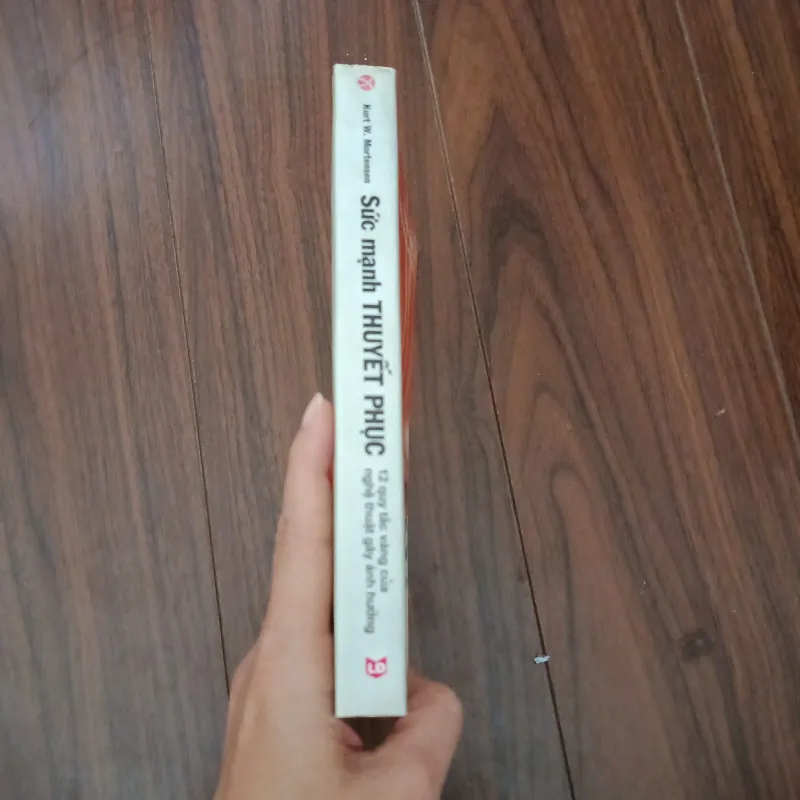 Kurt W. Mortensen
Sức mạnh THUYẾT PHỤC
12 quy tắc vàng của
nghệ thuật gây ảnh hưởng